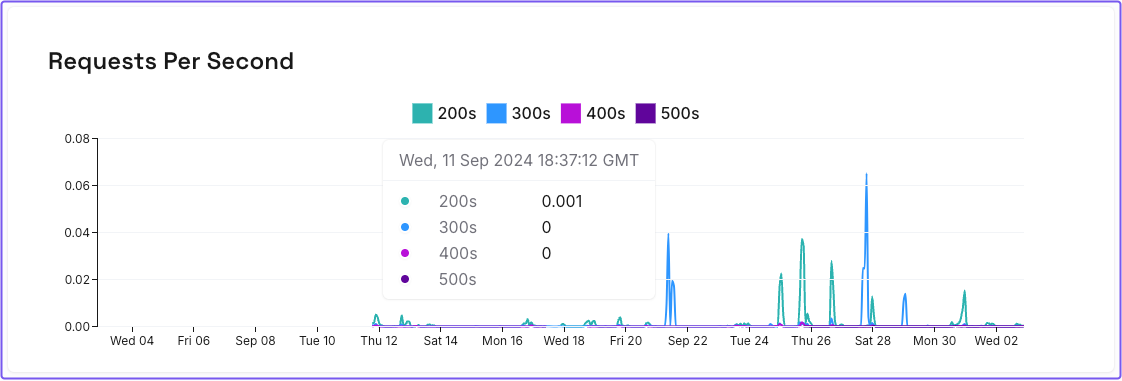 Requests Per Second
200s 300s 400s 500s
0.08
Wed, 11 Sep 2024 18:37:12 GMT
0.06
200s 0.001
300s 0
0.04
400s 0
500s
0.02
0.00
Wed 04 Fri 06 Sep 08 Tue 10 Thu 12 Sat 14 Mon 16 Wed 18 Fri 20 Sep 22 Tue 24 Thu 26 Sat 28 Mon 30 Wed 02